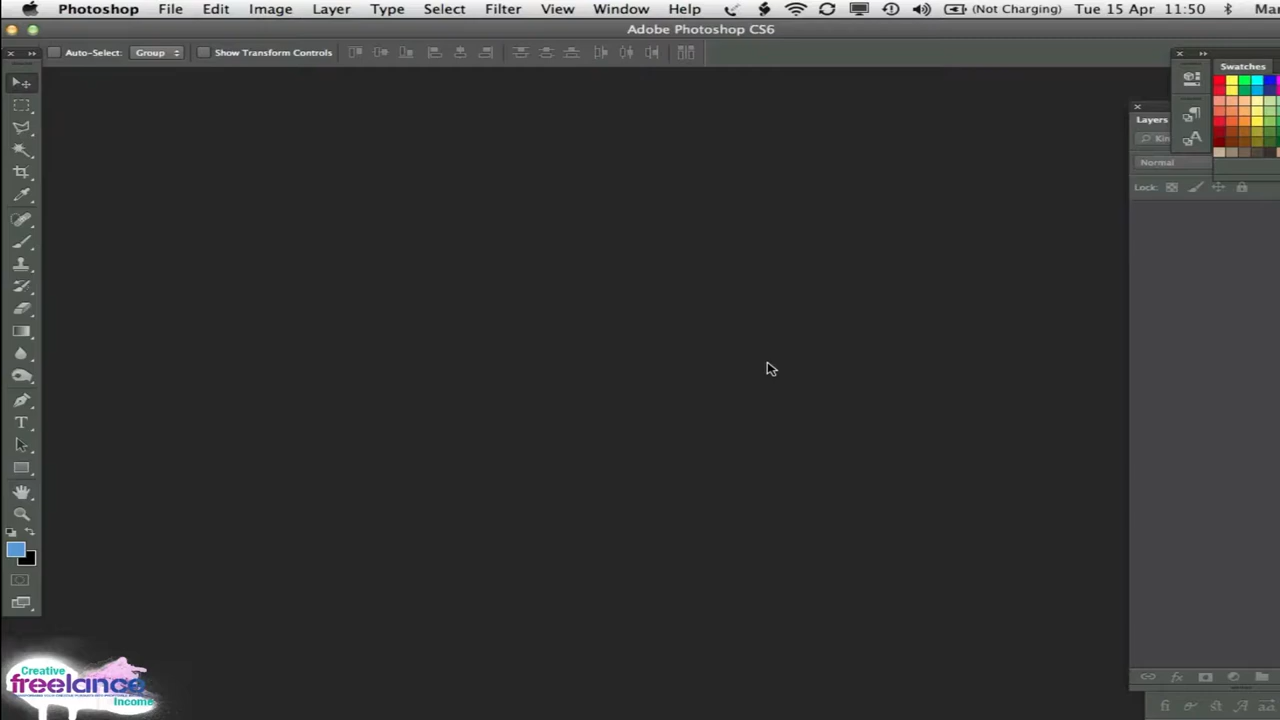 Photoshop File Edit Image Layer Type Select Filter View Window Help (Not Charging) Tue 15 Apr 11:50
Adobe Photoshop CS6
Auto-Select: Group Show Transform Controls
Swatches
Layers
Normal
Lock:
Creative
freelance
Income